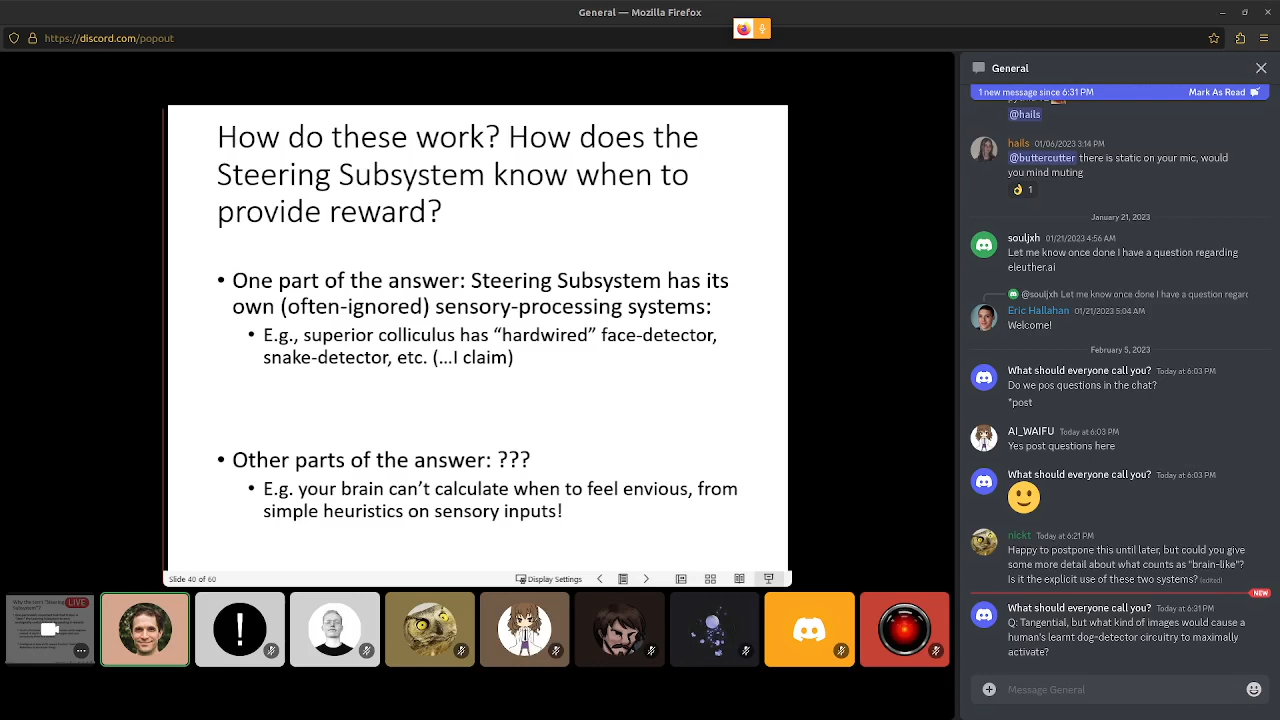 General — Mozilla Firefox
https://discord.com/popout
How do these work? How does the
Steering Subsystem know when to
provide reward?
• One part of the answer: Steering Subsystem has its
own (often-ignored) sensory-processing systems:
• E.g., superior colliculus has “hardwired” face-detector,
snake-detector, etc. (…I claim)
• Other parts of the answer: ???
• E.g. your brain can’t calculate when to feel envious, from
simple heuristics on sensory inputs!
Slide 40 of 60
Display Settings
LIVE
General
1 new message since 6:31 PM
Mark As Read
@hails
hails 01/06/2023 3:14 PM
@buttercutter there is static on your mic, would
you mind muting
1
January 21, 2023
souljxh 01/21/2023 4:56 AM
Let me know once done I have a question regarding
eleuther.ai
@souljxh Let me know once done I have a question regard
Eric Hallahan 01/21/2023 5:04 AM
Welcome!
February 5, 2023
What should everyone call you? Today at 6:03 PM
Do we pos questions in the chat?
*post
AI_WAIFU Today at 6:03 PM
Yes post questions here
What should everyone call you? Today at 6:03 PM
nickt Today at 6:21 PM
Happy to postpone this until later, but could you give
some more detail about what counts as "brain-like"?
Is it the explicit use of these subsystems? (edited)
NEW
What should everyone call you? Today at 6:31 PM
Q: Tangential, but what kind of images would cause a
human's learnt dog-detector circuitry to maximally
activate?
Message General